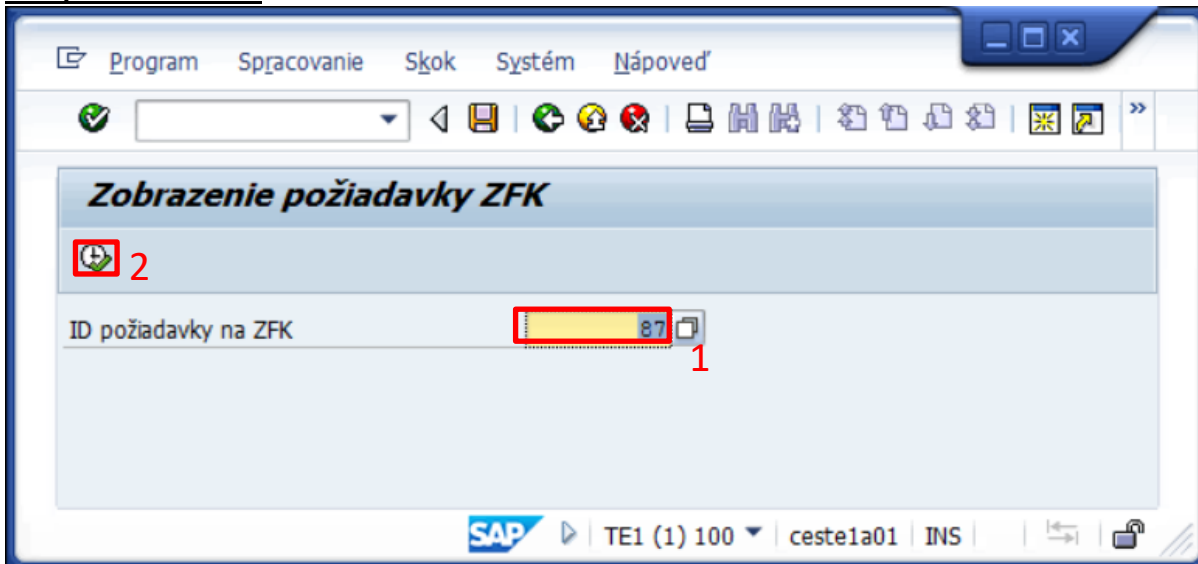 Program Spracovanie Skok Systém Nápoveď
Zobrazenie požiadavky ZFK
2
ID požiadavky na ZFK 87
1
SAP TE1 (1) 100 ceste1a01 INS